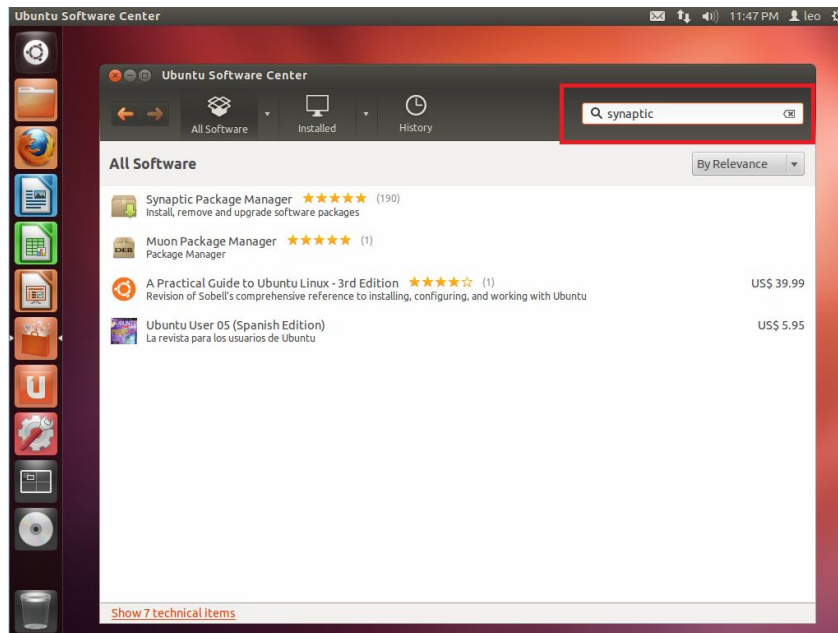 Ubuntu Software Center 11:47 PM leo
Ubuntu Software Center
All Software Installed History synaptic
All Software By Relevance
Synaptic Package Manager (190)
Install, remove and upgrade software packages
DEB Muon Package Manager (1)
Package Manager
A Practical Guide to Ubuntu Linux - 3rd Edition (1) US$ 39.99
Revision of Sobell's comprehensive reference to installing, configuring, and working with Ubuntu
Ubuntu User 05 (Spanish Edition) US$ 5.95
La revista para los usuarios de Ubuntu
Show 7 technical items